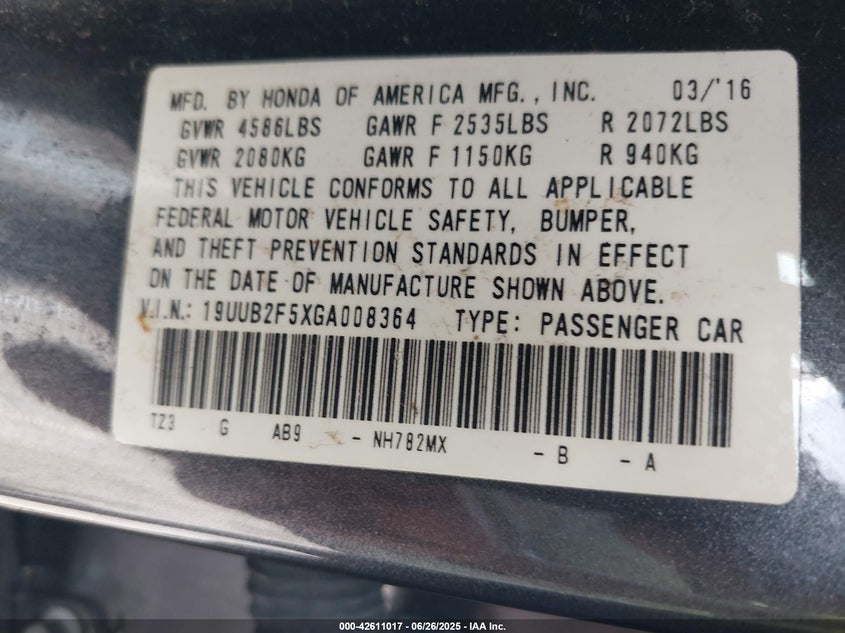 MFD. BY HONDA OF AMERICA MFG., INC. 03/'16
GVWR 4586LBS GAWR F 2535LBS R 2072LBS
GVWR 2080KG GAWR F 1150KG R 940KG
THIS VEHICLE CONFORMS TO ALL APPLICABLE
FEDERAL MOTOR VEHICLE SAFETY, BUMPER,
AND THEFT PREVENTION STANDARDS IN EFFECT
ON THE DATE OF MANUFACTURE SHOWN ABOVE.
V.I.N.: 19UUB2F5XGA008364 TYPE: PASSENGER CAR
TZ3 G AB9 - NH782MX - B - A
000-42611017 - 06/26/2025 - IAA Inc.